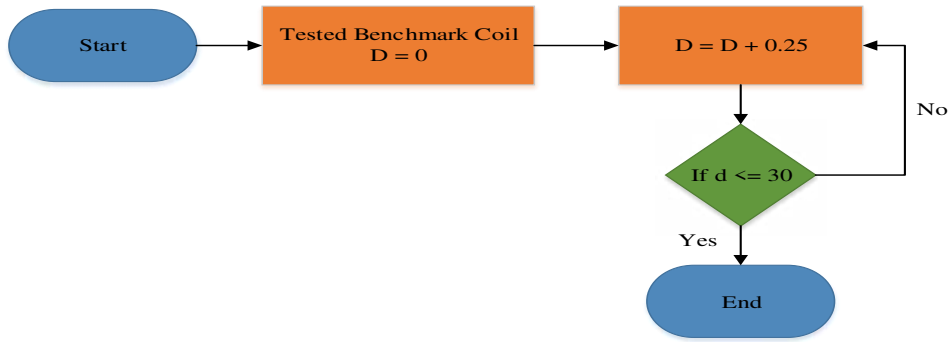 Start
Tested Benchmark Coil
D = 0
D = D + 0.25
No
If d <= 30
Yes
End